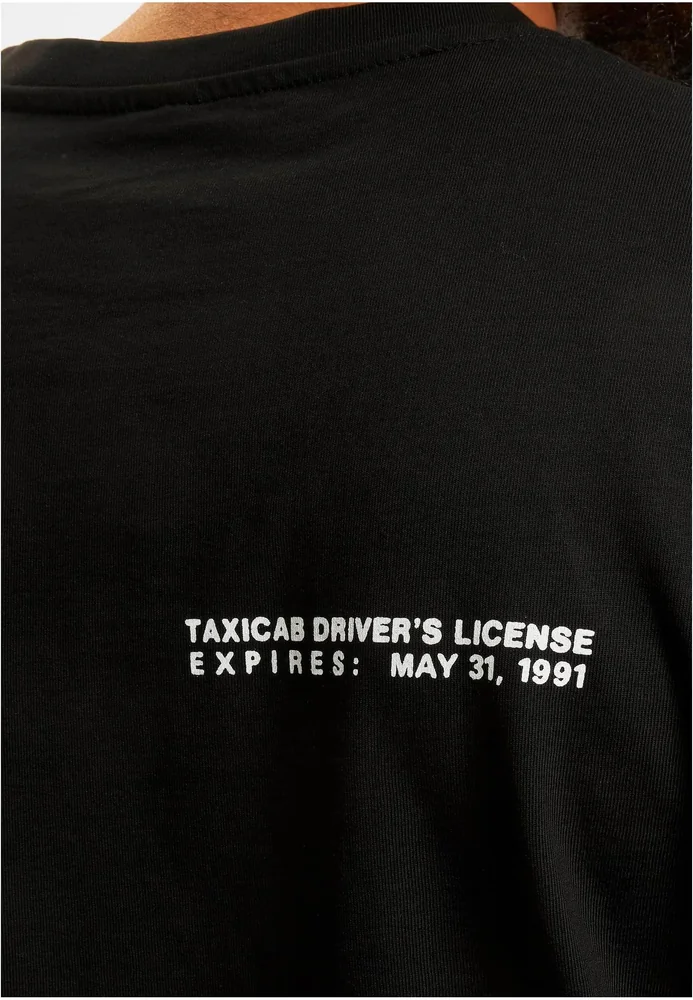 TAXICAB DRIVER'S LICENSE
EXPIRES: MAY 31, 1991